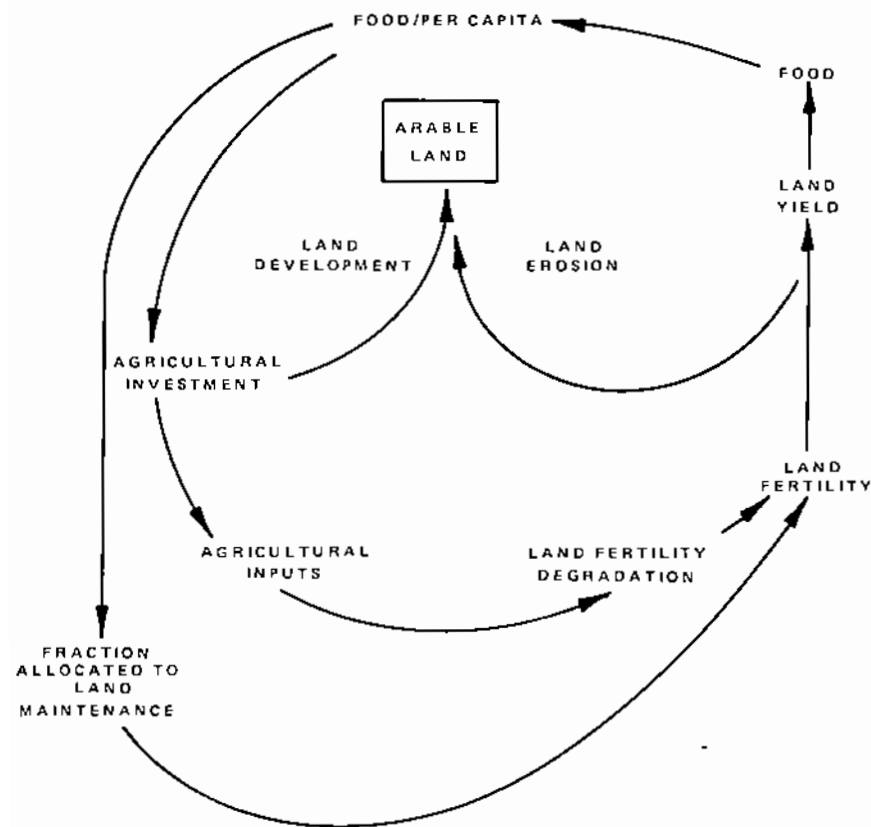 FOOD/PER CAPITA
FOOD
ARABLE
LAND
LAND
YIELD
LAND
DEVELOPMENT
LAND
EROSION
AGRICULTURAL
INVESTMENT
LAND
FERTILITY
AGRICULTURAL
INPUTS
LAND FERTILITY
DEGRADATION
FRACTION
ALLOCATED TO
LAND
MAINTENANCE